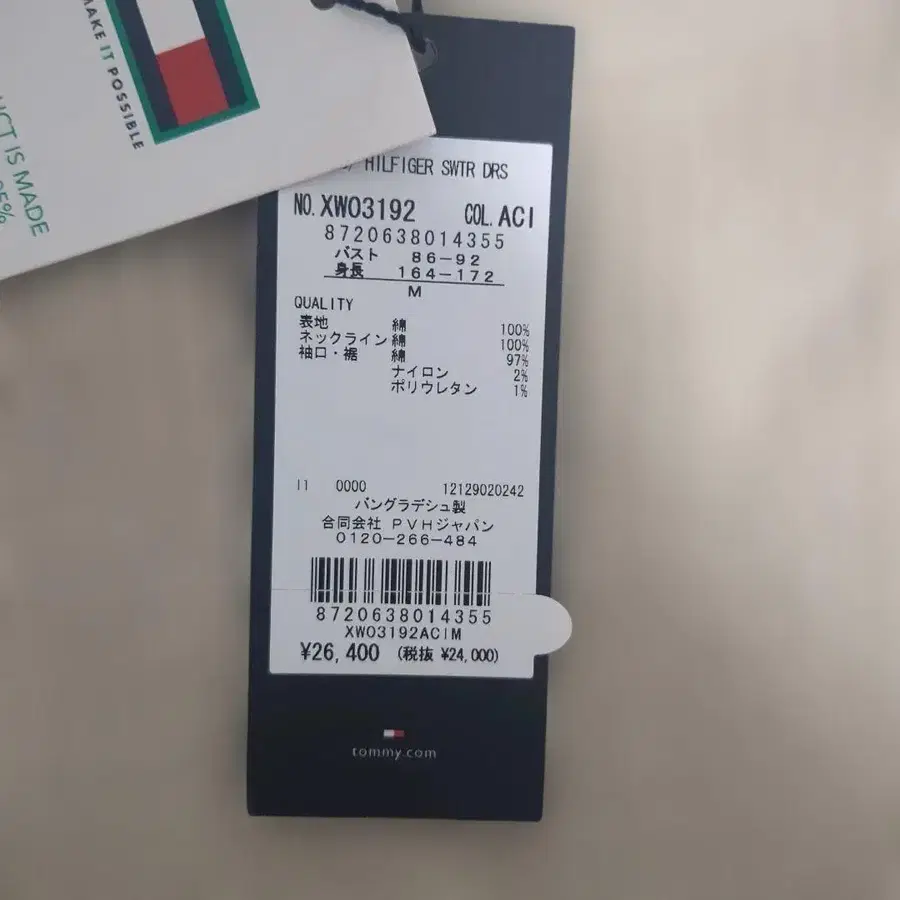 MAKE IT POSSIBLE
UCT IS MADE
95%
HILFIGER SWTR DRS
NO. XW03192 COL. ACI
8720638014355
バスト 86-92
身長 164-172
M
QUALITY
表地 綿 100%
ネックライン 綿 100%
袖口・裾 綿 97%
ナイロン 2%
ポリウレタン 1%
11 0000 12129020242
バングラデシュ製
合同会社 PVHジャパン
0120-266-484
8720638014355
XW03192ACIM
¥26,400 (税抜 ¥24,000)
tommy.com